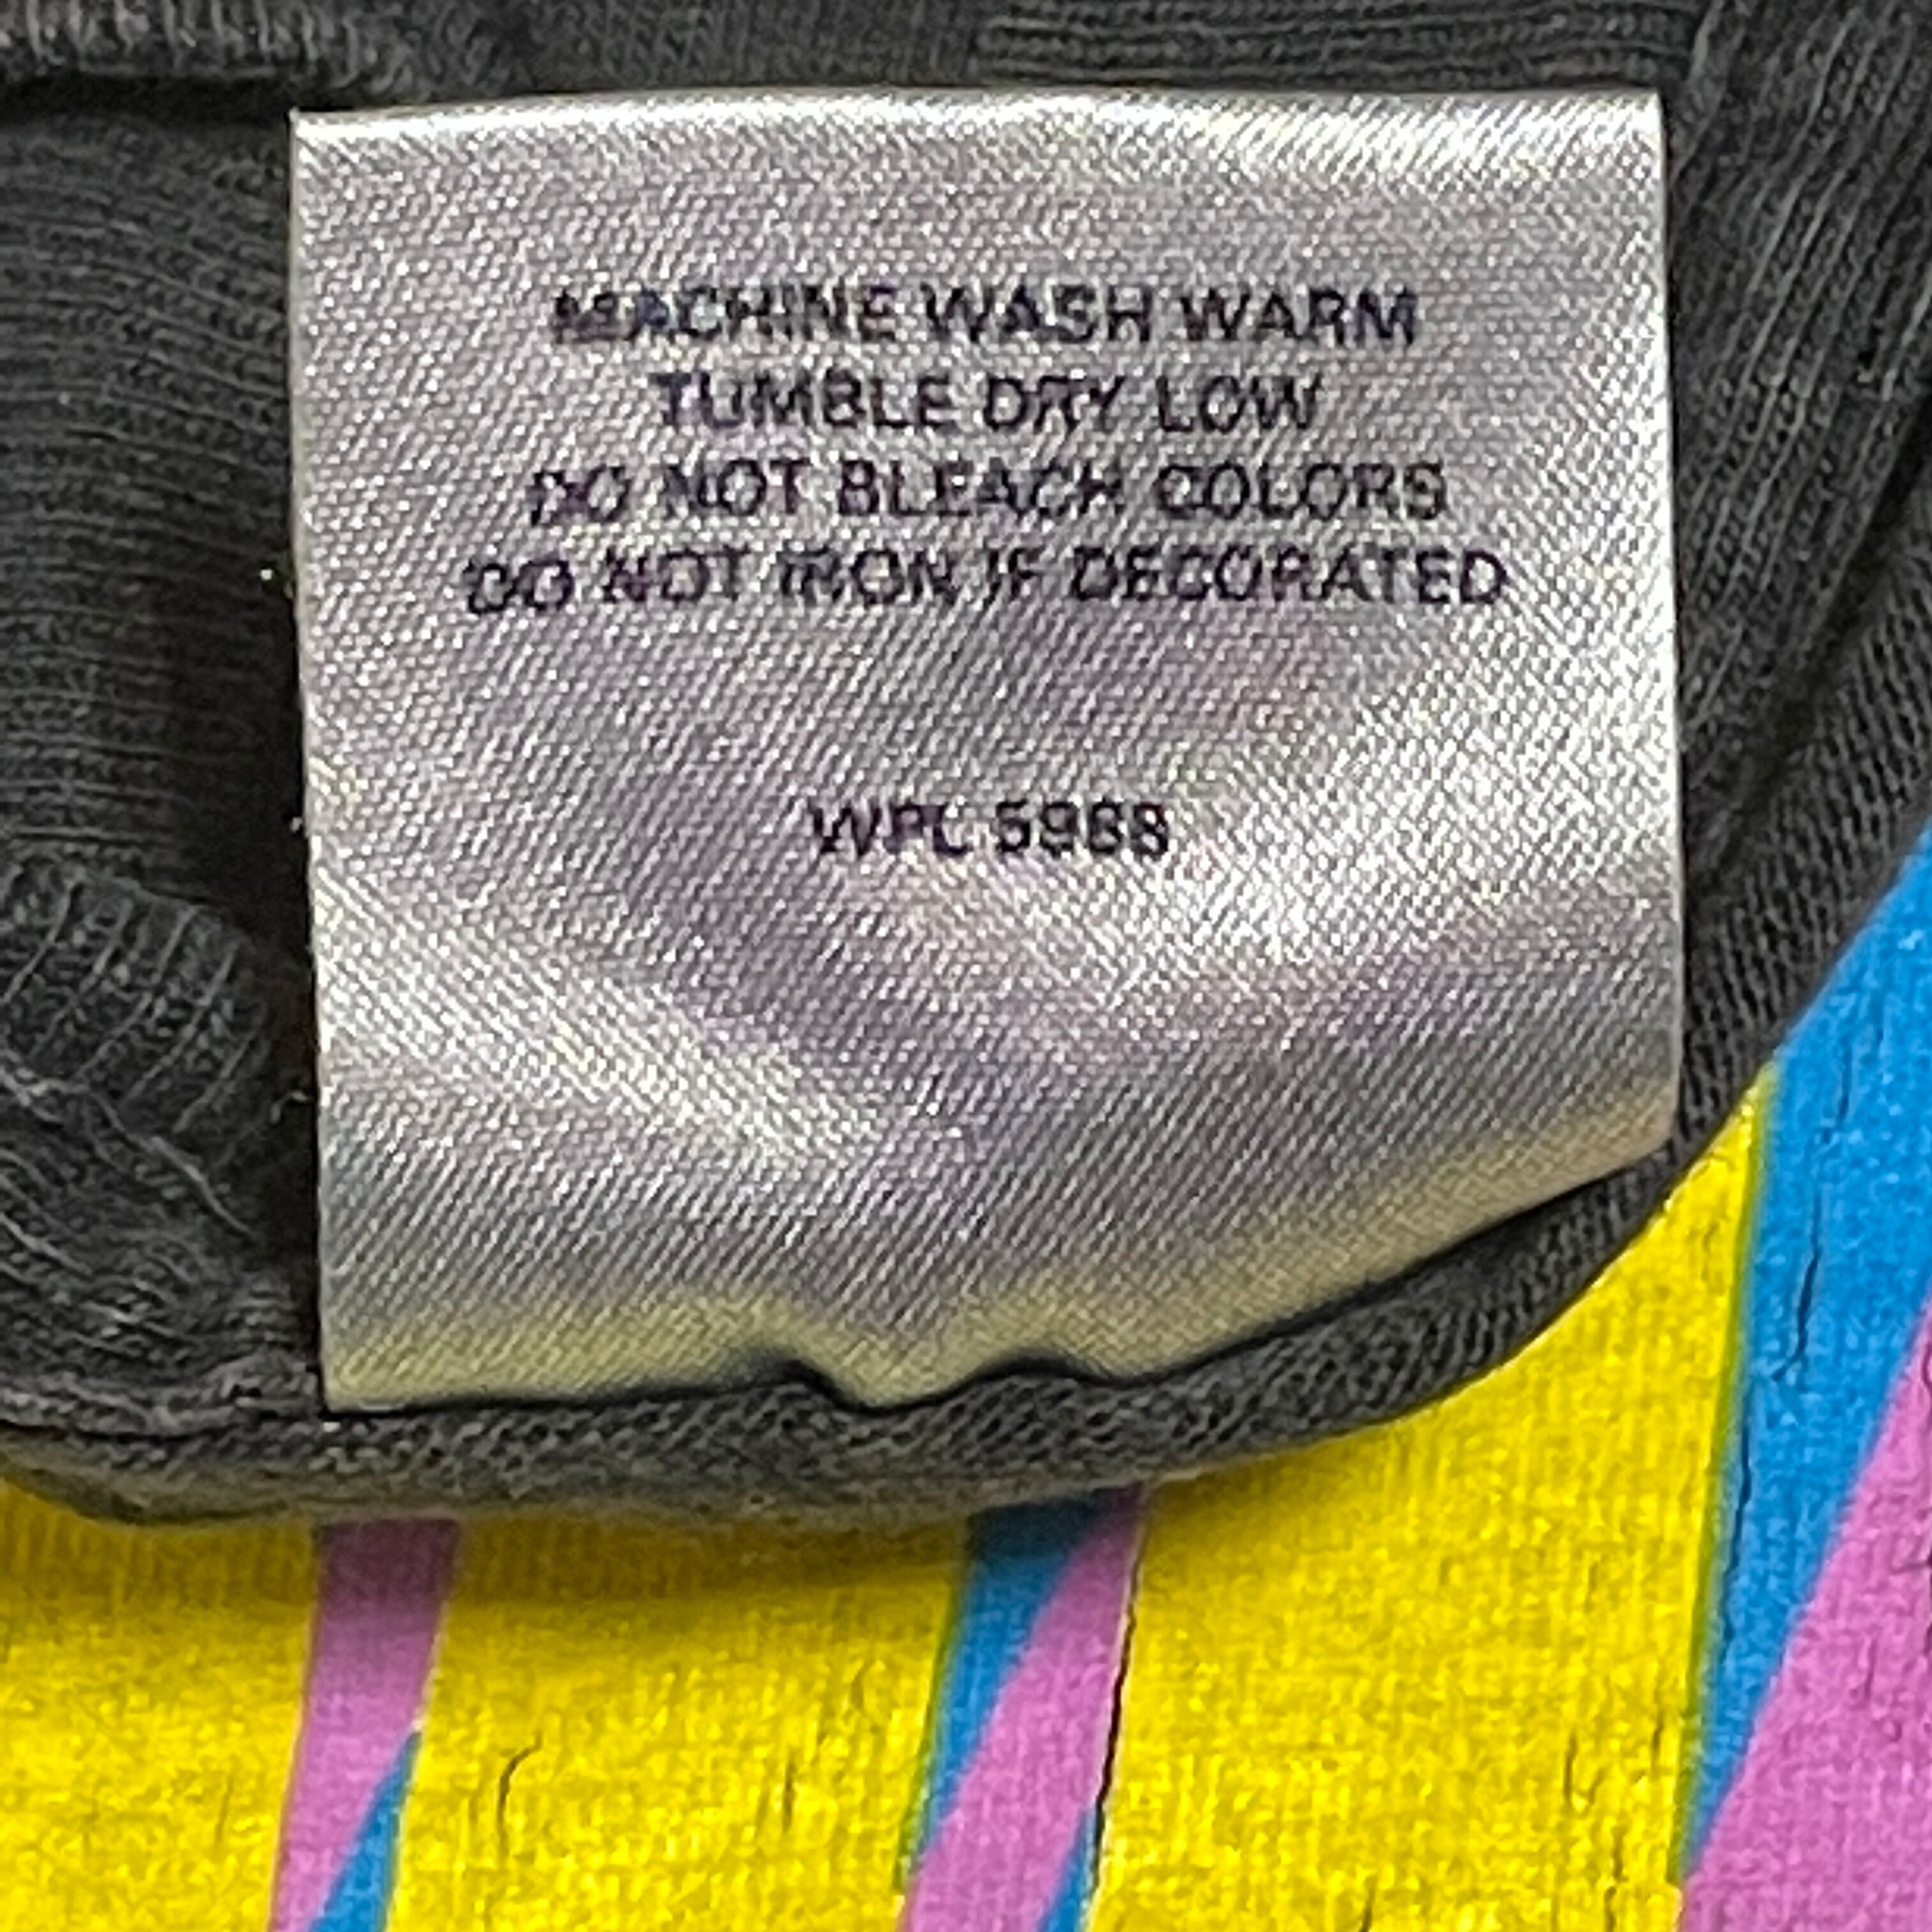 MACHINE WASH WARM
TUMBLE DRY LOW
DO NOT BLEACH COLORS
DO NOT IRON IF DECORATED
WPL 5988